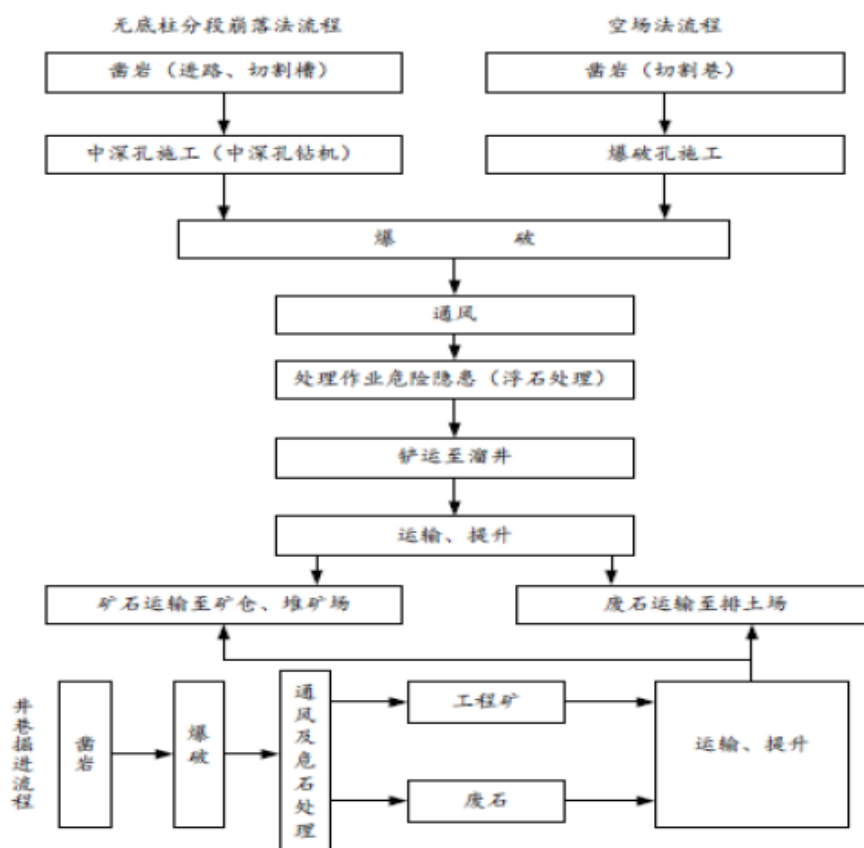 无底柱分段崩落法流程
空场法流程
凿岩（进路、切割槽）
凿岩（切割巷）
中深孔施工（中深孔钻机）
爆破孔施工
爆 破
通风
处理作业危险隐患（浮石处理）
铲运至溜井
运输、提升
矿石运输至矿仓、堆矿场
废石运输至排土场
井巷掘进流程
凿岩
爆破
通风及危石处理
工程矿
废石
运输、提升